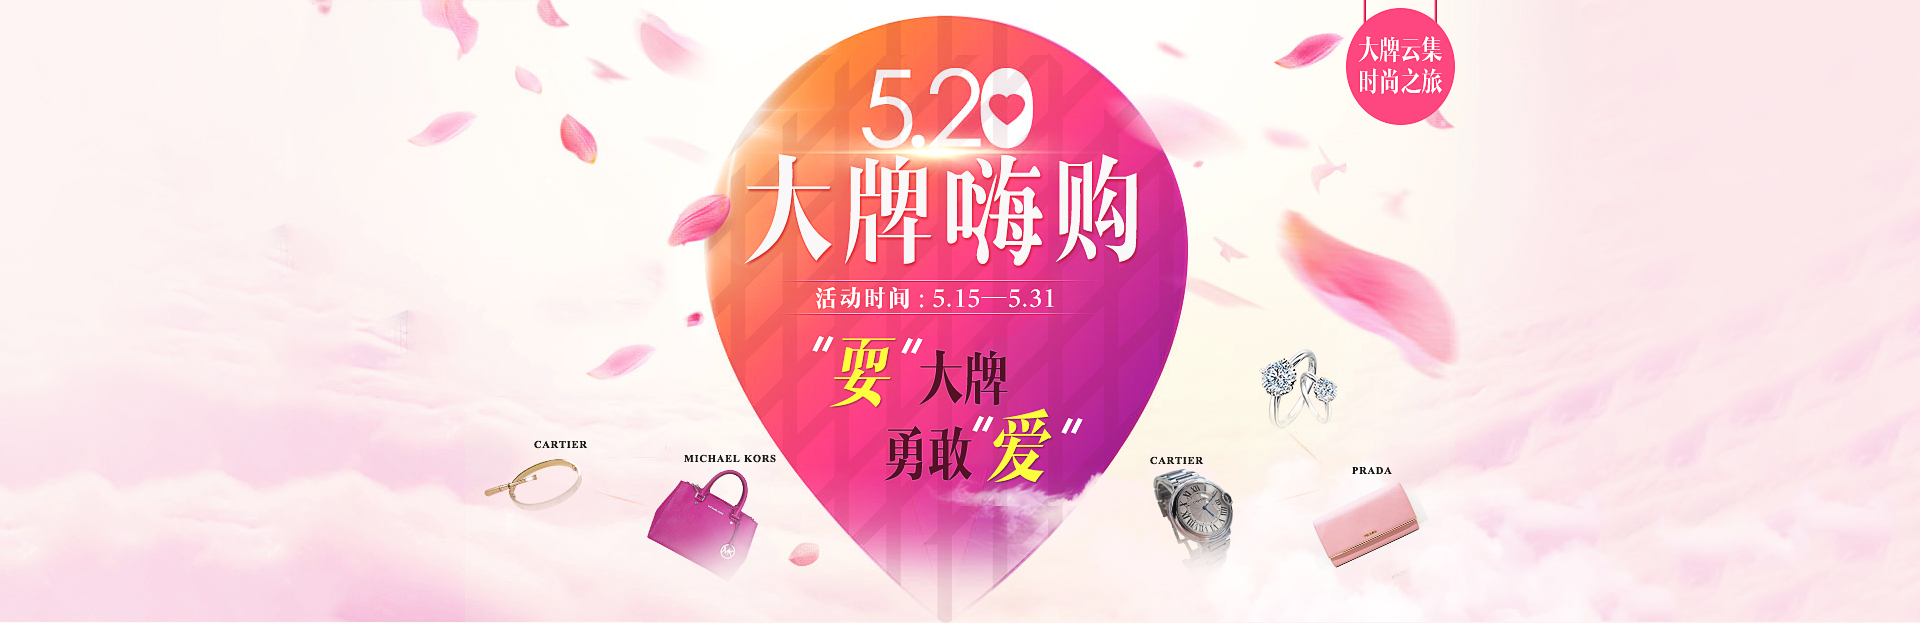 大牌云集
时尚之旅
5.20
大牌嗨购
活动时间：5.15—5.31
"耍"大牌
勇敢"爱"
CARTIER
MICHAEL KORS
CARTIER
PRADA